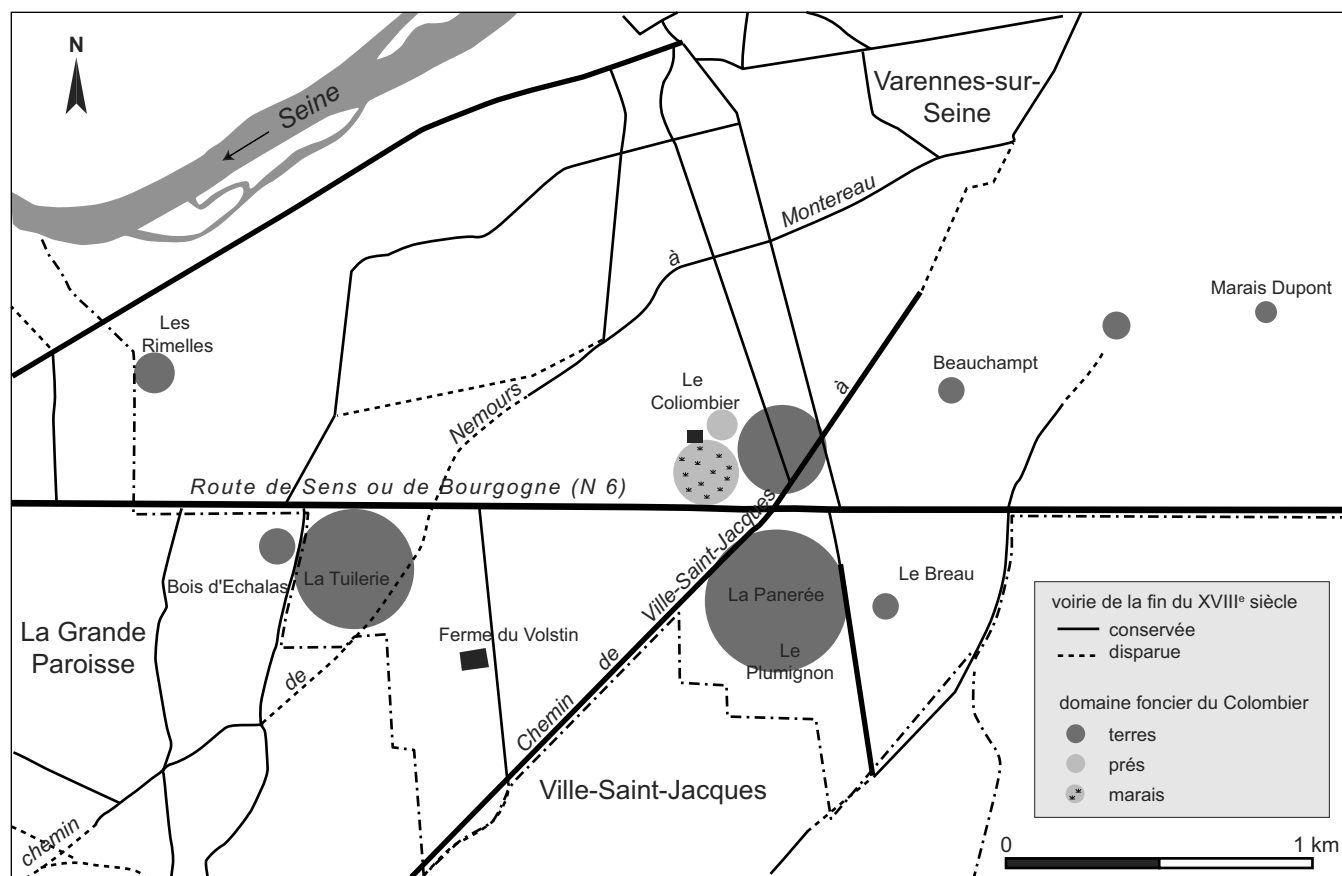 N
Seine
Varennes-sur-
Seine
Montereau
à
Marais Dupont
Les
Rimelles
Beauchampt
à
Le
Coliombier
Nemours
Route de Sens ou de Bourgogne (N 6)
Ville-Saint-Jacques
Bois d'Echalas
La Tuilerie
La Panerée
Le Breau
La Grande
Paroisse
Ferme du Volstin
Le
Plumignon
de
de
Chemin
Ville-Saint-Jacques
chemin
voirie de la fin du XVIIIe siècle
conservée
disparue
domaine foncier du Colombier
terres
prés
marais
0
1 km